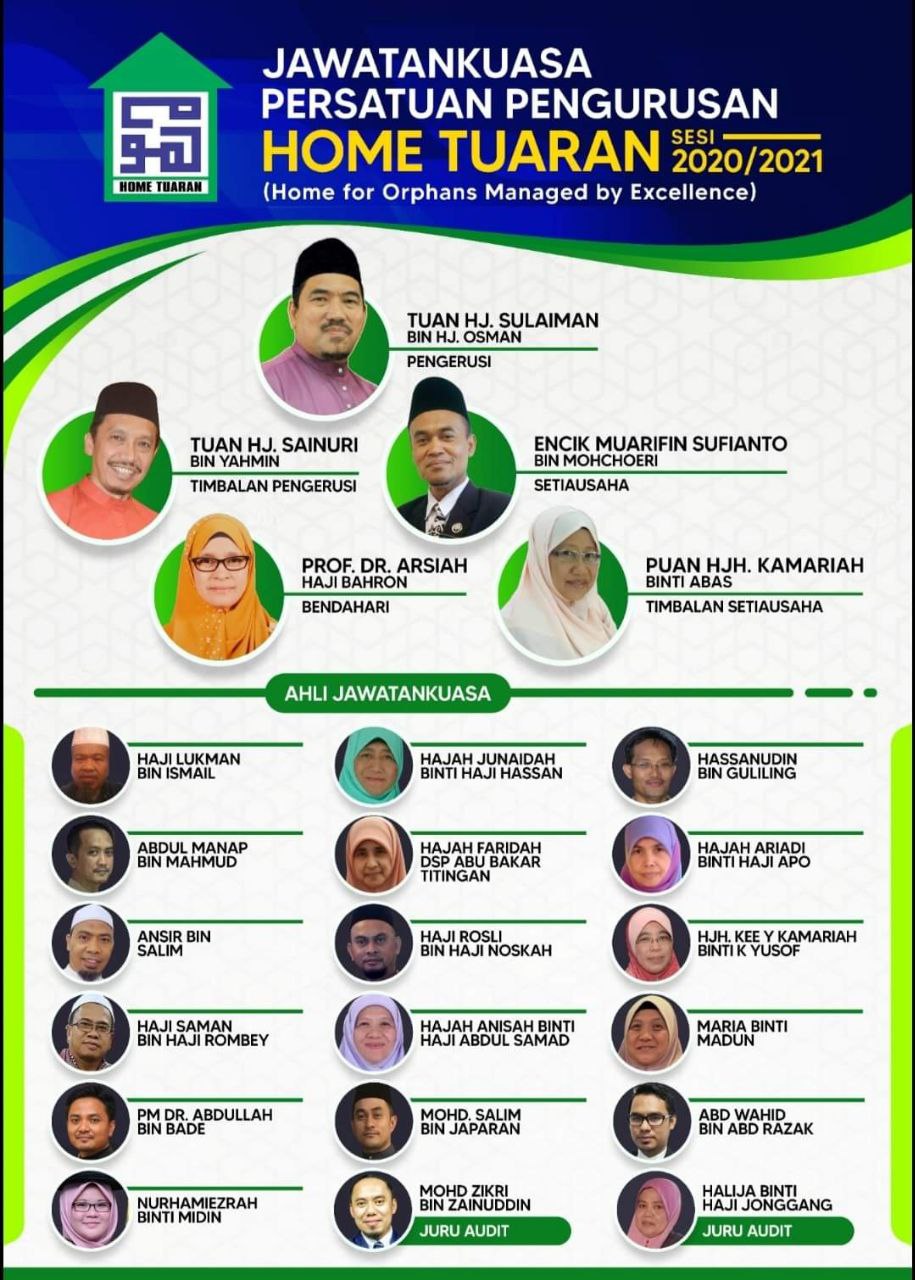 HOME TUARAN
JAWATANKUASA
PERSATUAN PENGURUSAN
HOME TUARAN SESI 2020/2021
(Home for Orphans Managed by Excellence)
TUAN HJ. SULAIMAN
BIN HJ. OSMAN
PENGERUSI
TUAN HJ. SAINURI
BIN YAHMIN
TIMBALAN PENGERUSI
ENCIK MUARIFIN SUFIANTO
BIN MOHCHOERI
SETIAUSAHA
PROF. DR. ARSIAH
HAJI BAHRON
BENDAHARI
PUAN HJH. KAMARIAH
BINTI ABAS
TIMBALAN SETIAUSAHA
AHLI JAWATANKUASA
HAJI LUKMAN
BIN ISMAIL
HAJAH JUNAIDAH
BINTI HAJI HASSAN
HASSANUDIN
BIN GULILING
ABDUL MANAP
BIN MAHMUD
HAJAH FARIDAH
DSP ABU BAKAR
TITINGAN
HAJAH ARIADI
BINTI HAJI APO
ANSIR BIN
SALIM
HAJI ROSLI
BIN HAJI NOSKAH
HJH. KEE Y KAMARIAH
BINTI K YUSOF
HAJI SAMAN
BIN HAJI ROMBEY
HAJAH ANISAH BINTI
HAJI ABDUL SAMAD
MARIA BINTI
MADUN
PM DR. ABDULLAH
BIN BADE
MOHD. SALIM
BIN JAPARAN
ABD WAHID
BIN ABD RAZAK
NURHAMIEZRAH
BINTI MIDIN
MOHD ZIKRI
BIN ZAINUDDIN
JURU AUDIT
HALIJA BINTI
HAJI JONGGANG
JURU AUDIT